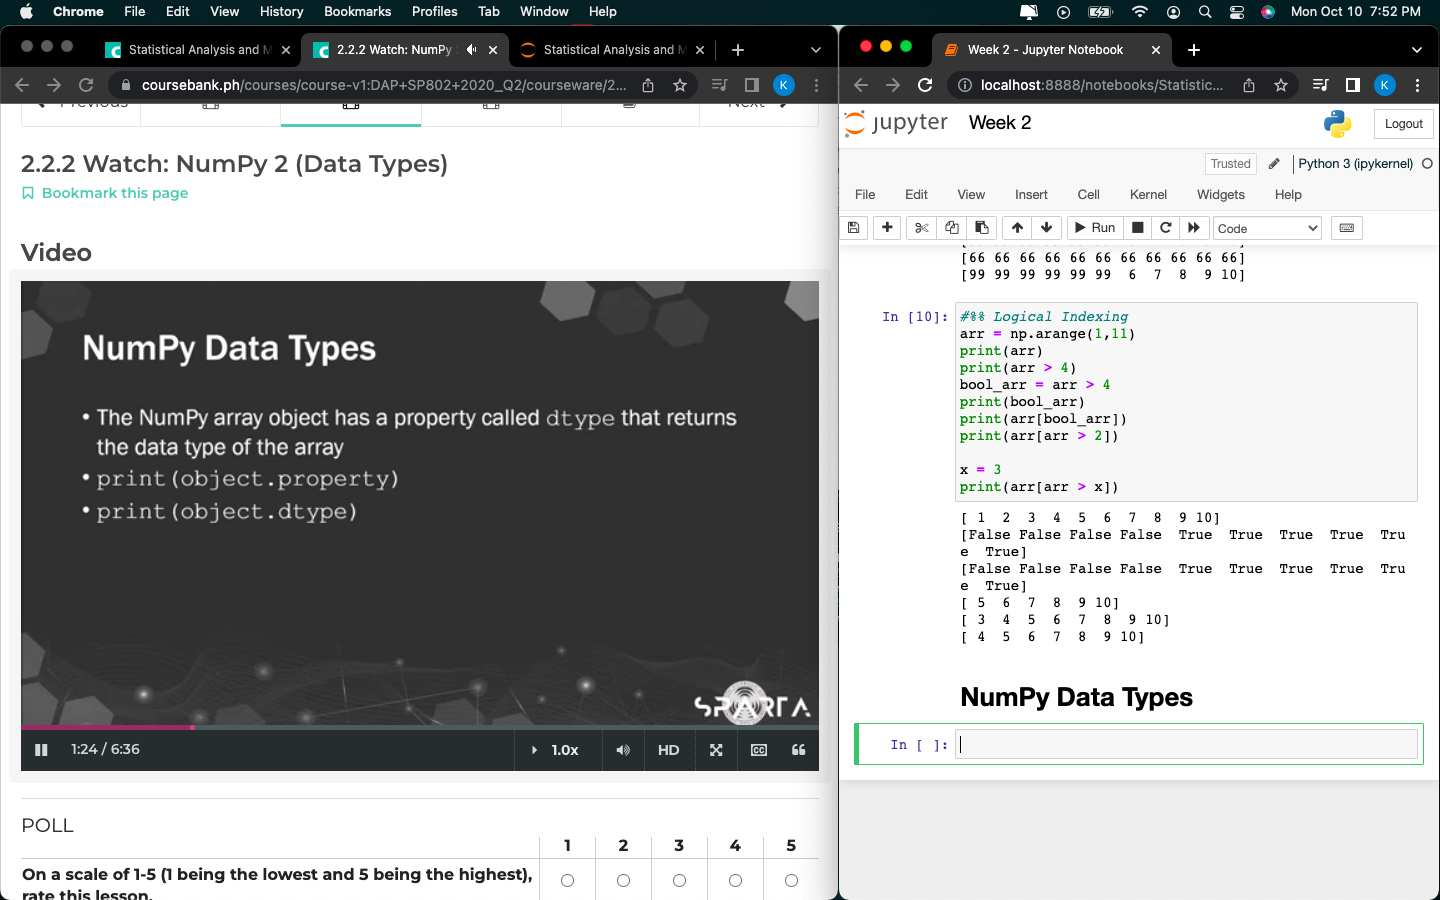 Chrome File Edit View History Bookmarks Profiles Tab Window Help Mon Oct 10 7:52 PM
Statistical Analysis and M
2.2.2 Watch: NumPy
Statistical Analysis and M
coursebank.ph/courses/course-v1:DAP+SP802+2020_Q2/courseware/2... K
Previous Next
2.2.2 Watch: NumPy 2 (Data Types)
Bookmark this page
Video
NumPy Data Types
• The NumPy array object has a property called dtype that returns
the data type of the array
• print(object.property)
• print(object.dtype)
SPARTA
1:24 / 6:36 1.0x HD CC
POLL
1 2 3 4 5
On a scale of 1-5 (1 being the lowest and 5 being the highest),
rate this lesson.
Week 2 - Jupyter Notebook
localhost:8888/notebooks/Statistic... K
jupyter Week 2 Logout
Trusted Python 3 (ipykernel)
File Edit View Insert Cell Kernel Widgets Help
Run Code
[66 66 66 66 66 66 66 66 66 66 66]
[99 99 99 99 99 99 6 7 8 9 10]
In [10]: #%% Logical Indexing
arr = np.arange(1,11)
print(arr)
print(arr > 4)
bool_arr = arr > 4
print(bool_arr)
print(arr[bool_arr])
print(arr[arr > 2])
x = 3
print(arr[arr > x])
[ 1 2 3 4 5 6 7 8 9 10]
[False False False False True True True True Tru
e True]
[False False False False True True True True Tru
e True]
[ 5 6 7 8 9 10]
[ 3 4 5 6 7 8 9 10]
[ 4 5 6 7 8 9 10]
NumPy Data Types
In [ ]: